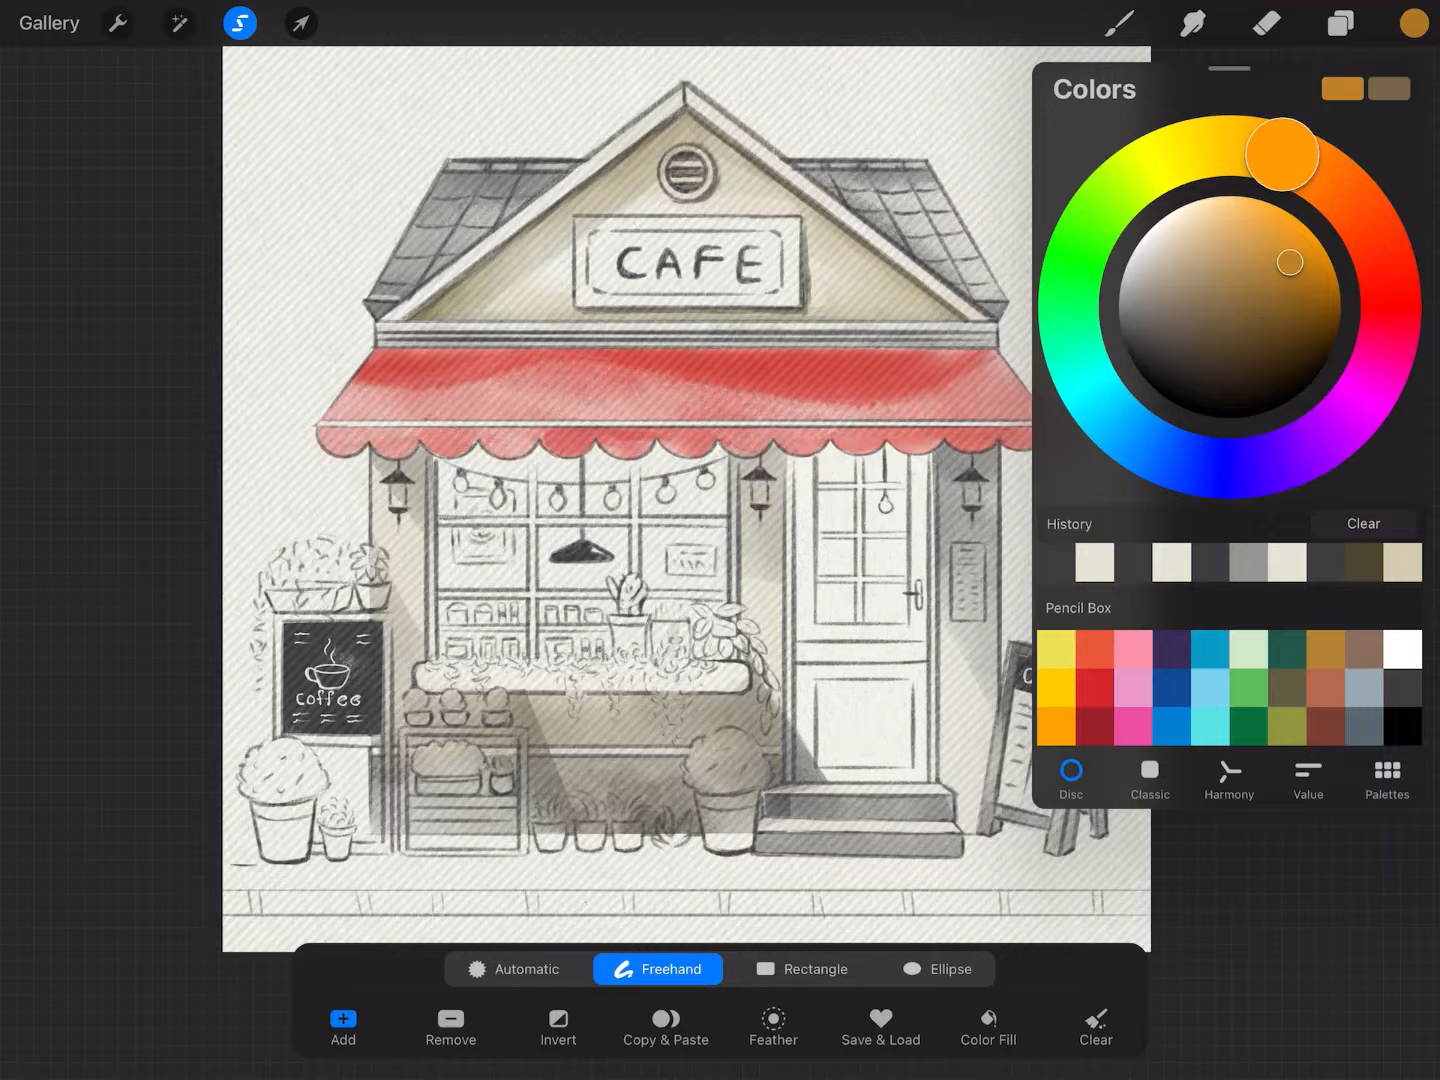 Gallery
Colors
CAFE
History
Clear
Pencil Box
coffee
Disc
Classic
Harmony
Value
Palettes
Automatic
Freehand
Rectangle
Ellipse
Add
Remove
Invert
Copy & Paste
Feather
Save & Load
Color Fill
Clear